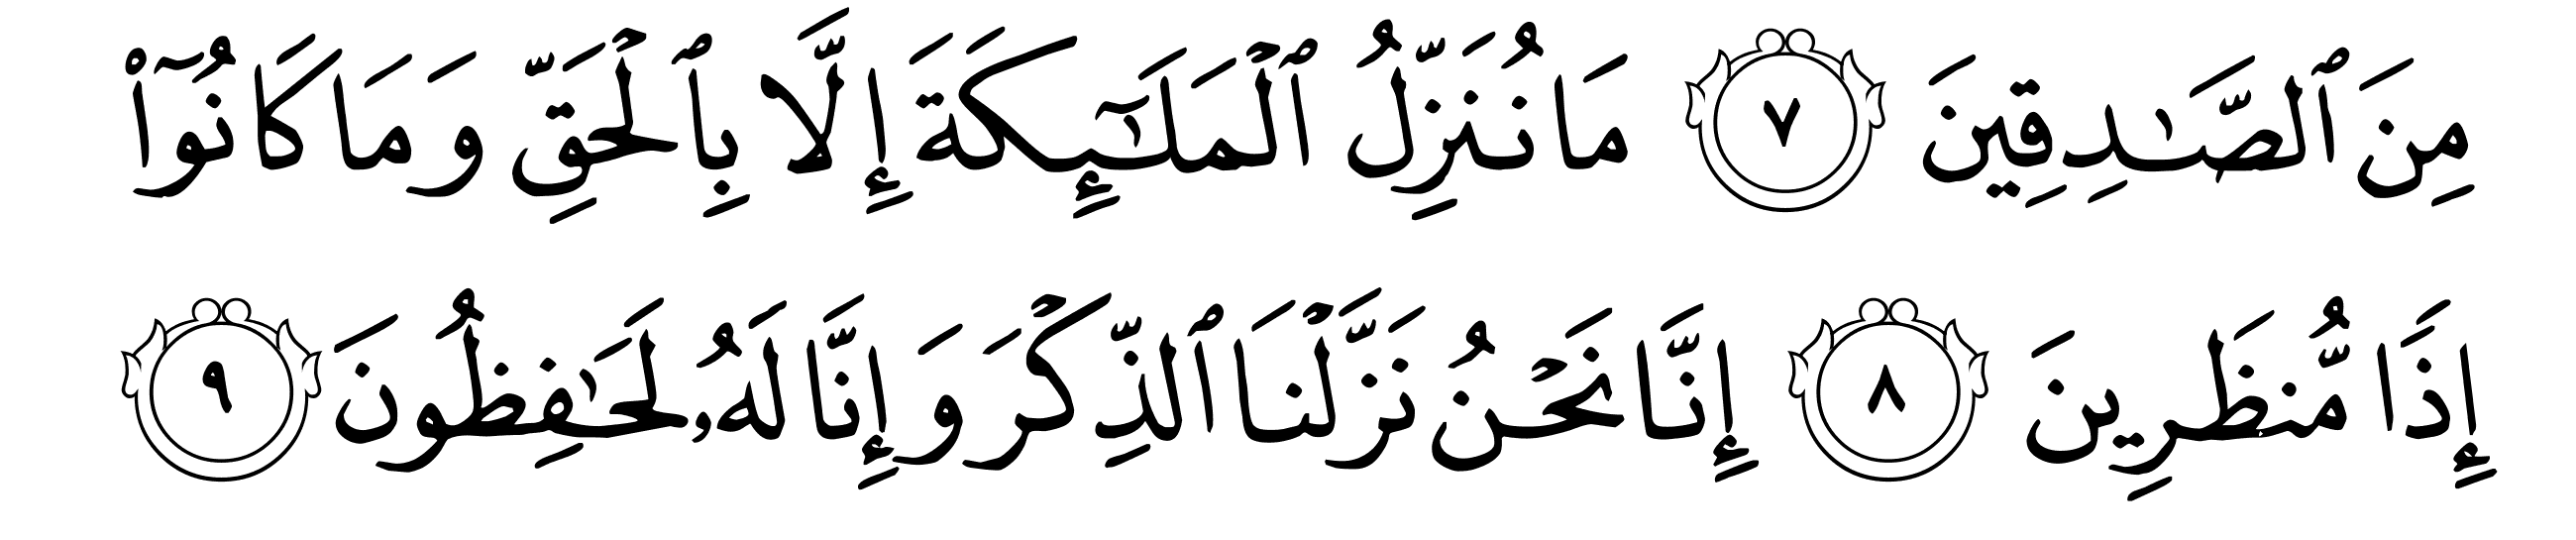 مِنَ ٱلصَّـٰدِقِينَ ٧ مَا نُنَزِّلُ ٱلْمَلَـٰٓئِكَةَ إِلَّا بِٱلْحَقِّ وَمَا كَانُوٓا۟
إِذًا مُّنظَرِينَ ٨ إِنَّا نَحْنُ نَزَّلْنَا ٱلذِّكْرَ وَإِنَّا لَهُۥ لَحَـٰفِظُونَ ٩